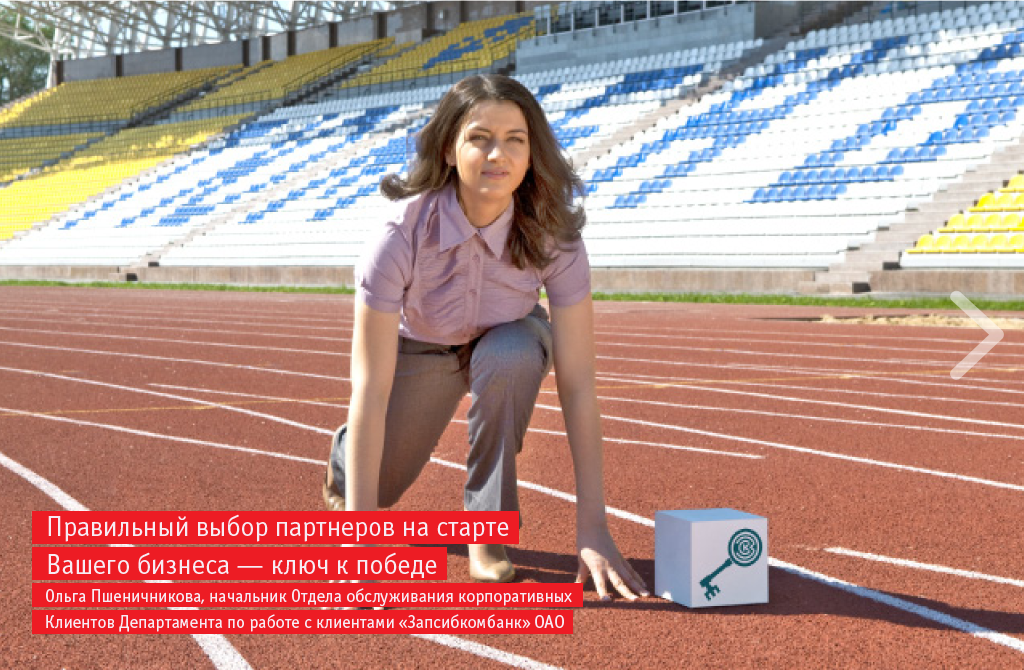 Правильный выбор партнеров на старте
Вашего бизнеса — ключ к победе
Ольга Пшеничникова, начальник Отдела обслуживания корпоративных
Клиентов Департамента по работе с клиентами «Запсибкомбанк» ОАО